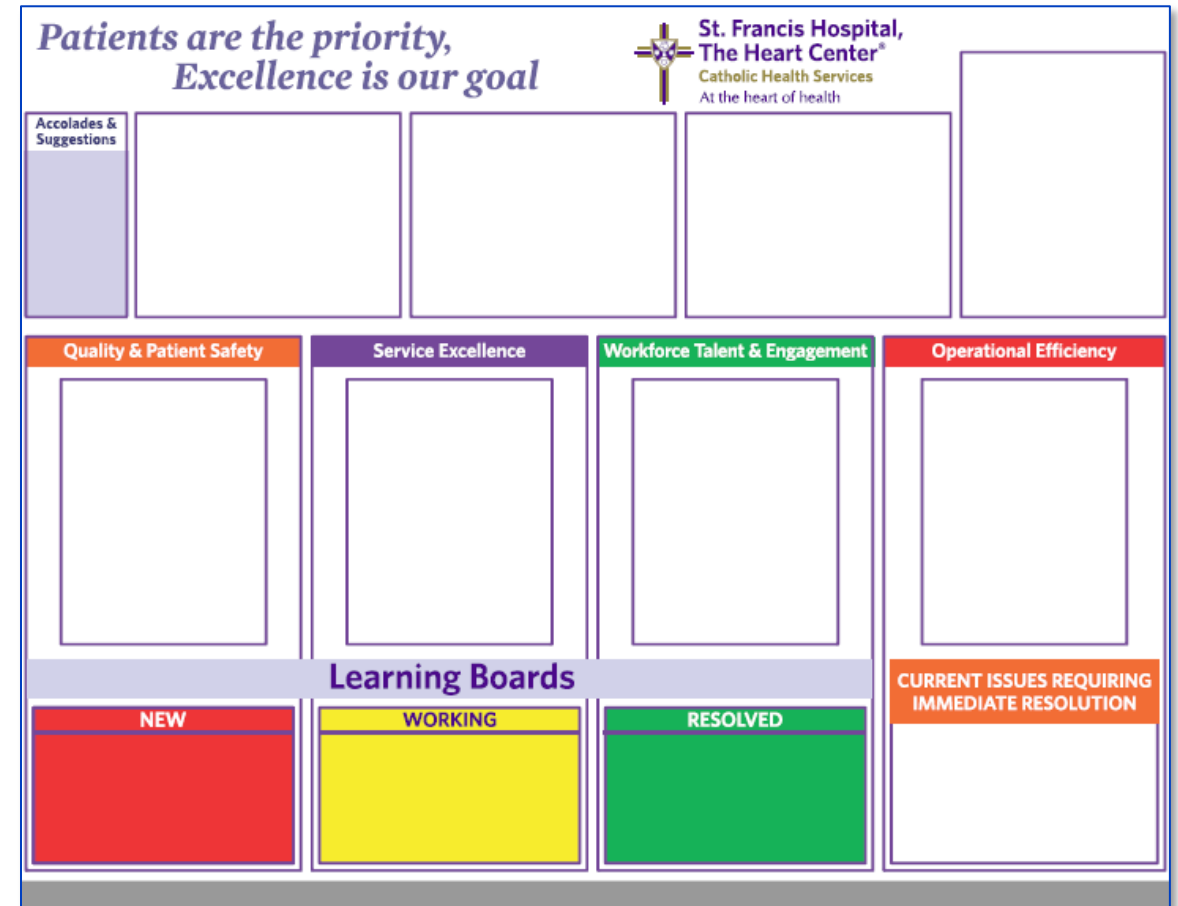 Patients are the priority,
Excellence is our goal
St. Francis Hospital,
The Heart Center®
Catholic Health Services
At the heart of health
Accolades &
Suggestions
Quality & Patient Safety
Service Excellence
Workforce Talent & Engagement
Operational Efficiency
Learning Boards
CURRENT ISSUES REQUIRING
IMMEDIATE RESOLUTION
NEW
WORKING
RESOLVED